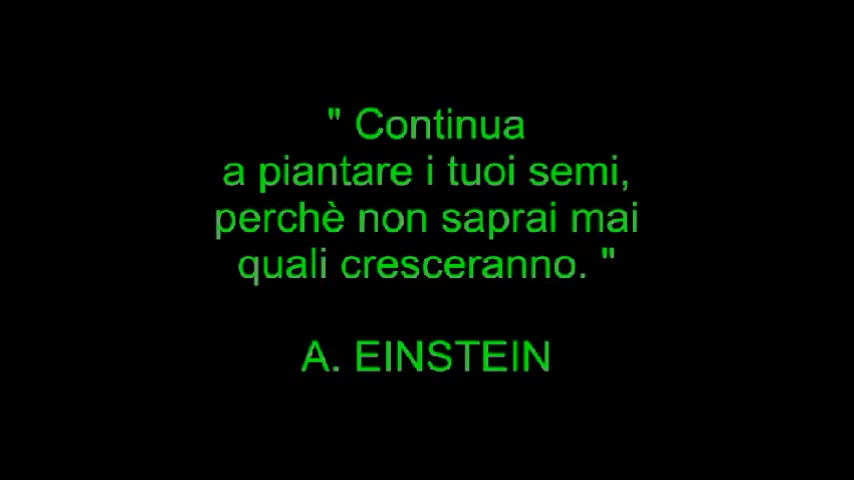 " Continua
a piantare i tuoi semi,
perchè non saprai mai
quali cresceranno. "
A. EINSTEIN